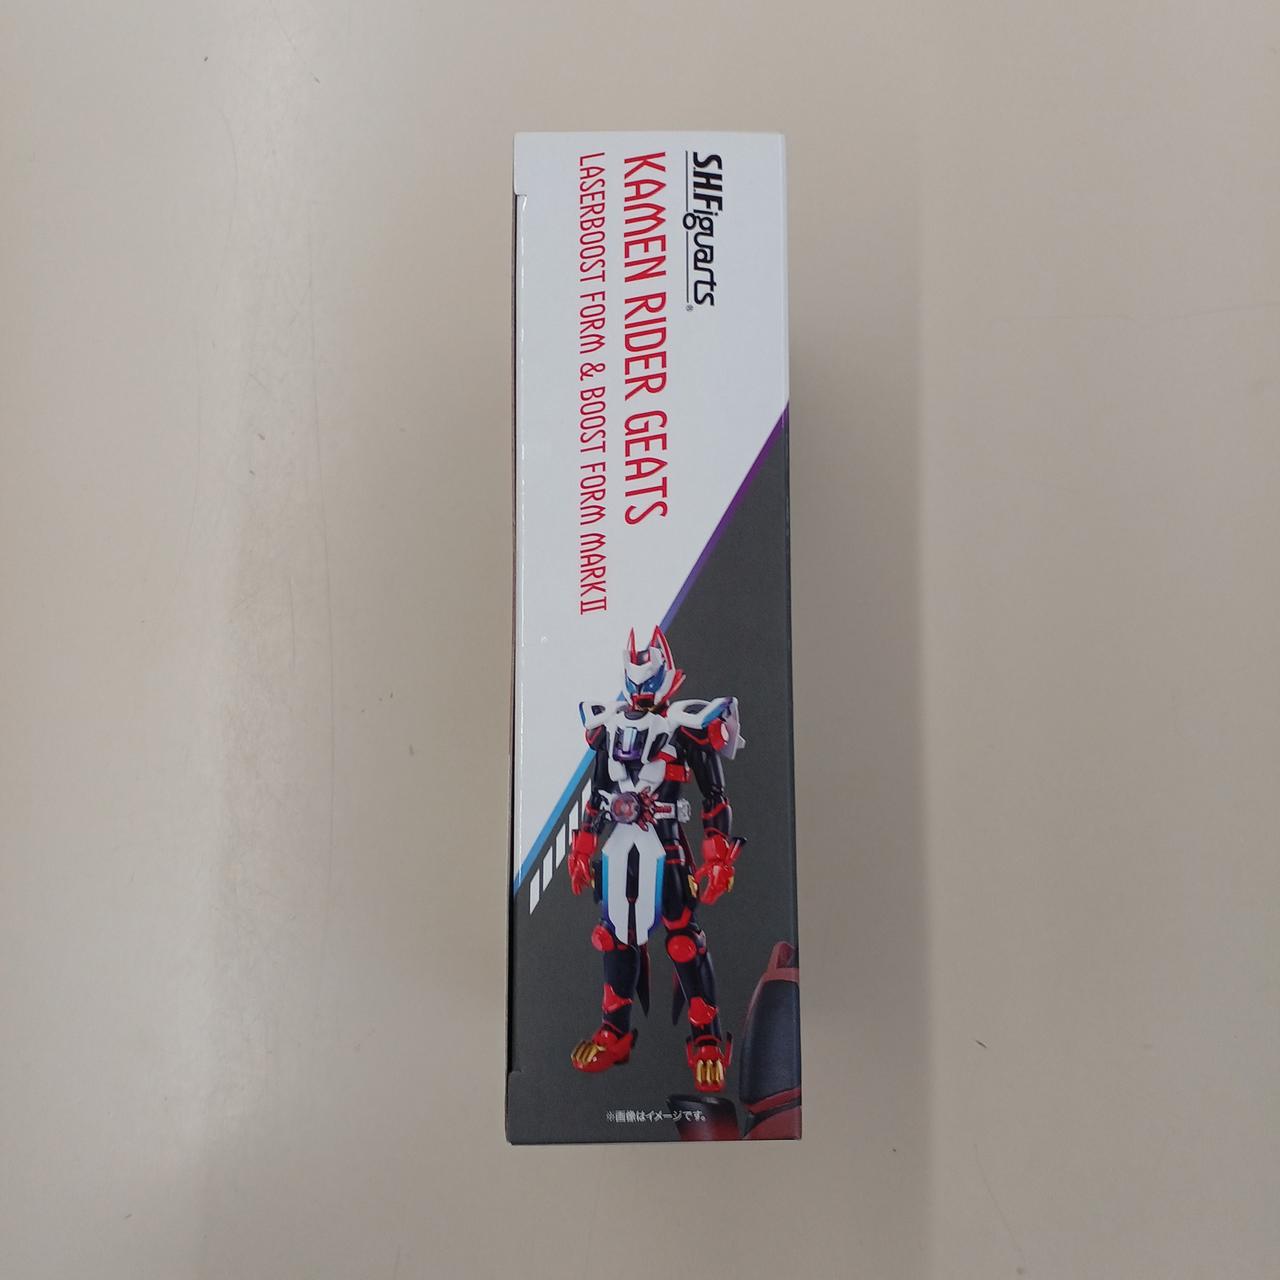 S.H.Figuarts®
KAMEN RIDER GEATS
LASERBOOST FORM & BOOST FORM MARKⅡ
※画像はイメージです。